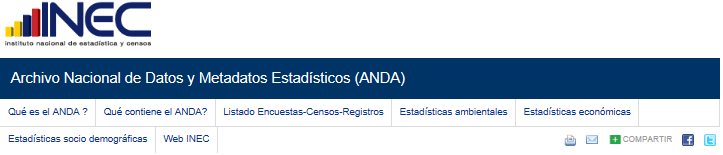 INEC
instituto nacional de estadística y censos
Archivo Nacional de Datos y Metadatos Estadísticos (ANDA)
Qué es el ANDA ? Qué contiene el ANDA? Listado Encuestas-Censos-Registros Estadísticas ambientales Estadísticas económicas
Estadísticas socio demográficas Web INEC COMPARTIR